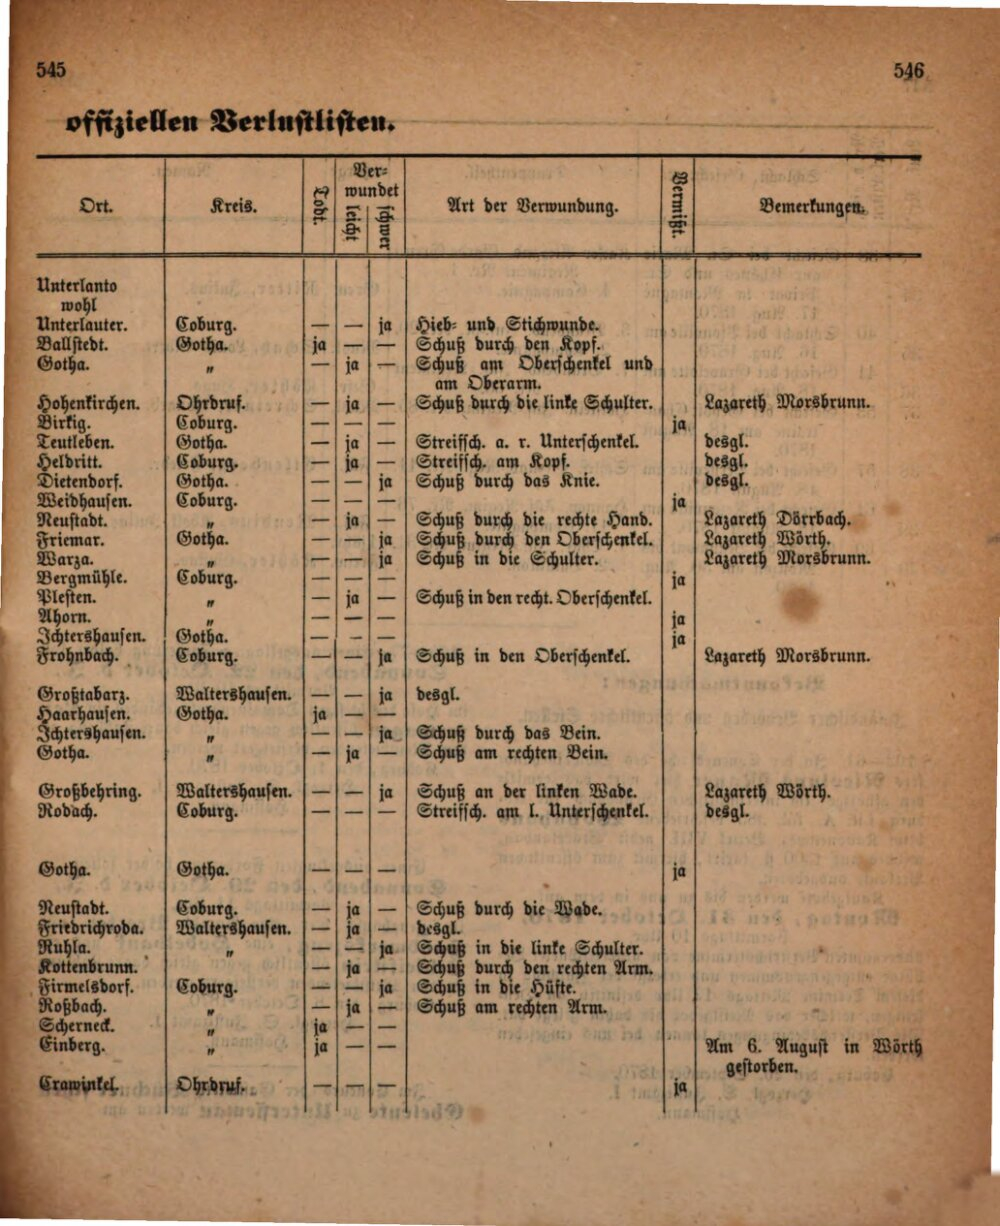 545 546
offiziellen Verlustlisten.
Ort. Kreis. Todt. Ver- wundet leicht schwer Art der Verwundung. Vermißt. Bemerkungen.
Unterlanto
wohl
Unterlauter. Coburg. — — ja Hieb- und Stichwunde.
Ballstedt. Gotha. ja — — Schuß durch den Kopf.
Gotha. „ — ja — Schuß am Oberschenkel und
am Oberarm.
Hohenkirchen. Ohrdruf. — ja — Schuß durch die linke Schulter. Lazareth Morsbrunn.
Birkig. Coburg. — — — ja
Teutleben. Gotha. — ja — Streifsch. a. r. Unterschenkel. desgl.
Heldritt. Coburg. — ja — Streifsch. am Kopf. desgl.
Dietendorf. Gotha. — — ja Schuß durch das Knie. desgl.
Weidhausen. Coburg. — — — ja
Neustadt. „ — ja — Schuß durch die rechte Hand. Lazareth Dörrbach.
Friemar. Gotha. — — ja Schuß durch den Oberschenkel. Lazareth Wörth.
Warza. „ — — ja Schuß in die Schulter. Lazareth Morsbrunn.
Bergmühle. Coburg. — — — ja
Plesten. „ — ja — Schuß in den recht. Oberschenkel.
Ahorn. „ — — — ja
Ichtershausen. Gotha. — — — ja
Frohnbach. Coburg. — — ja Schuß in den Oberschenkel. Lazareth Morsbrunn.
Großtabarz. Waltershausen. — — ja desgl.
Haarhausen. Gotha. ja — —
Ichtershausen. „ — — ja Schuß durch das Bein.
Gotha. „ — ja — Schuß am rechten Bein.
Großbehring. Waltershausen. — — ja Schuß an der linken Wade. Lazareth Wörth.
Rodach. Coburg. — — — Streifsch. am l. Unterschenkel. desgl.
Gotha. Gotha. — — — ja
Neustadt. Coburg. — ja — Schuß durch die Wade.
Friedrichroda. Waltershausen. — ja — desgl.
Ruhla. „ — — ja Schuß in die linke Schulter.
Kottenbrunn. — ja — Schuß durch den rechten Arm.
Firmelsdorf. Coburg. — — ja Schuß in die Hüfte.
Roßbach. „ — ja — Schuß am rechten Arm.
Scherneck. „ ja — —
Einberg. „ ja — — Am 6. August in Wörth
gestorben.
Crawinkel. Ohrdruf. — — — ja